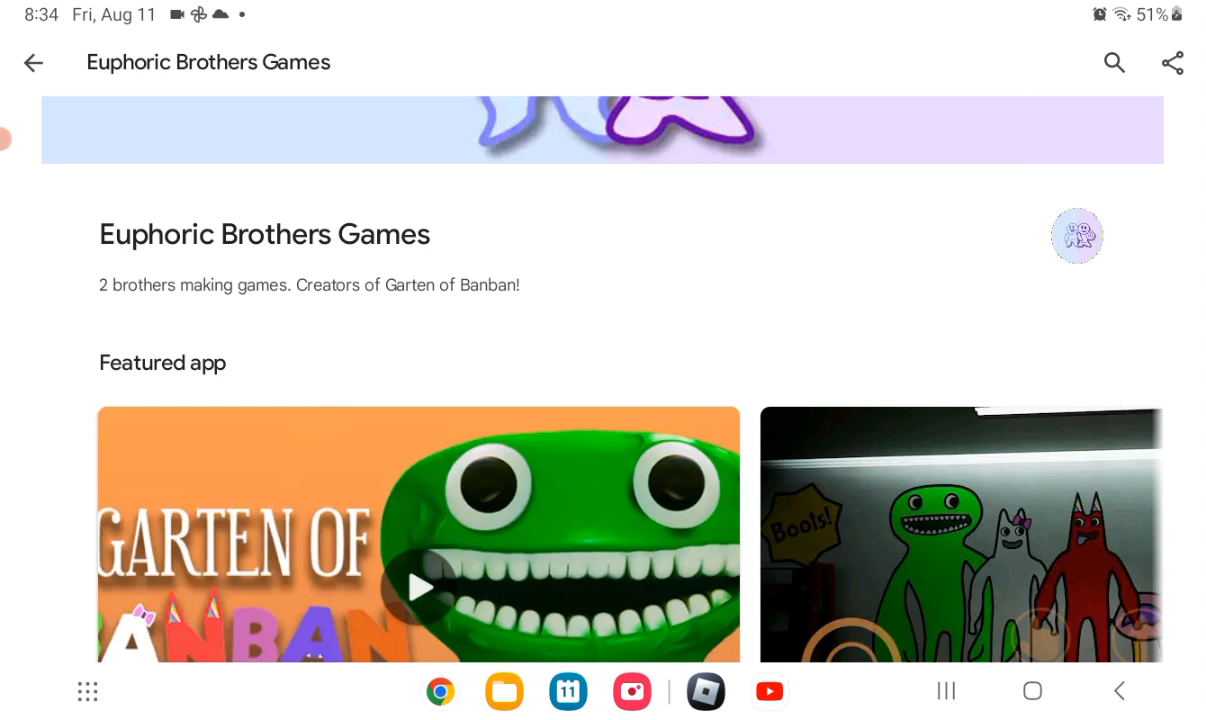 8:34 Fri, Aug 11
51%
Euphoric Brothers Games
Euphoric Brothers Games
2 brothers making games. Creators of Garten of Banban!
Featured app
GARTEN OF
ANBAN
Boots!
11